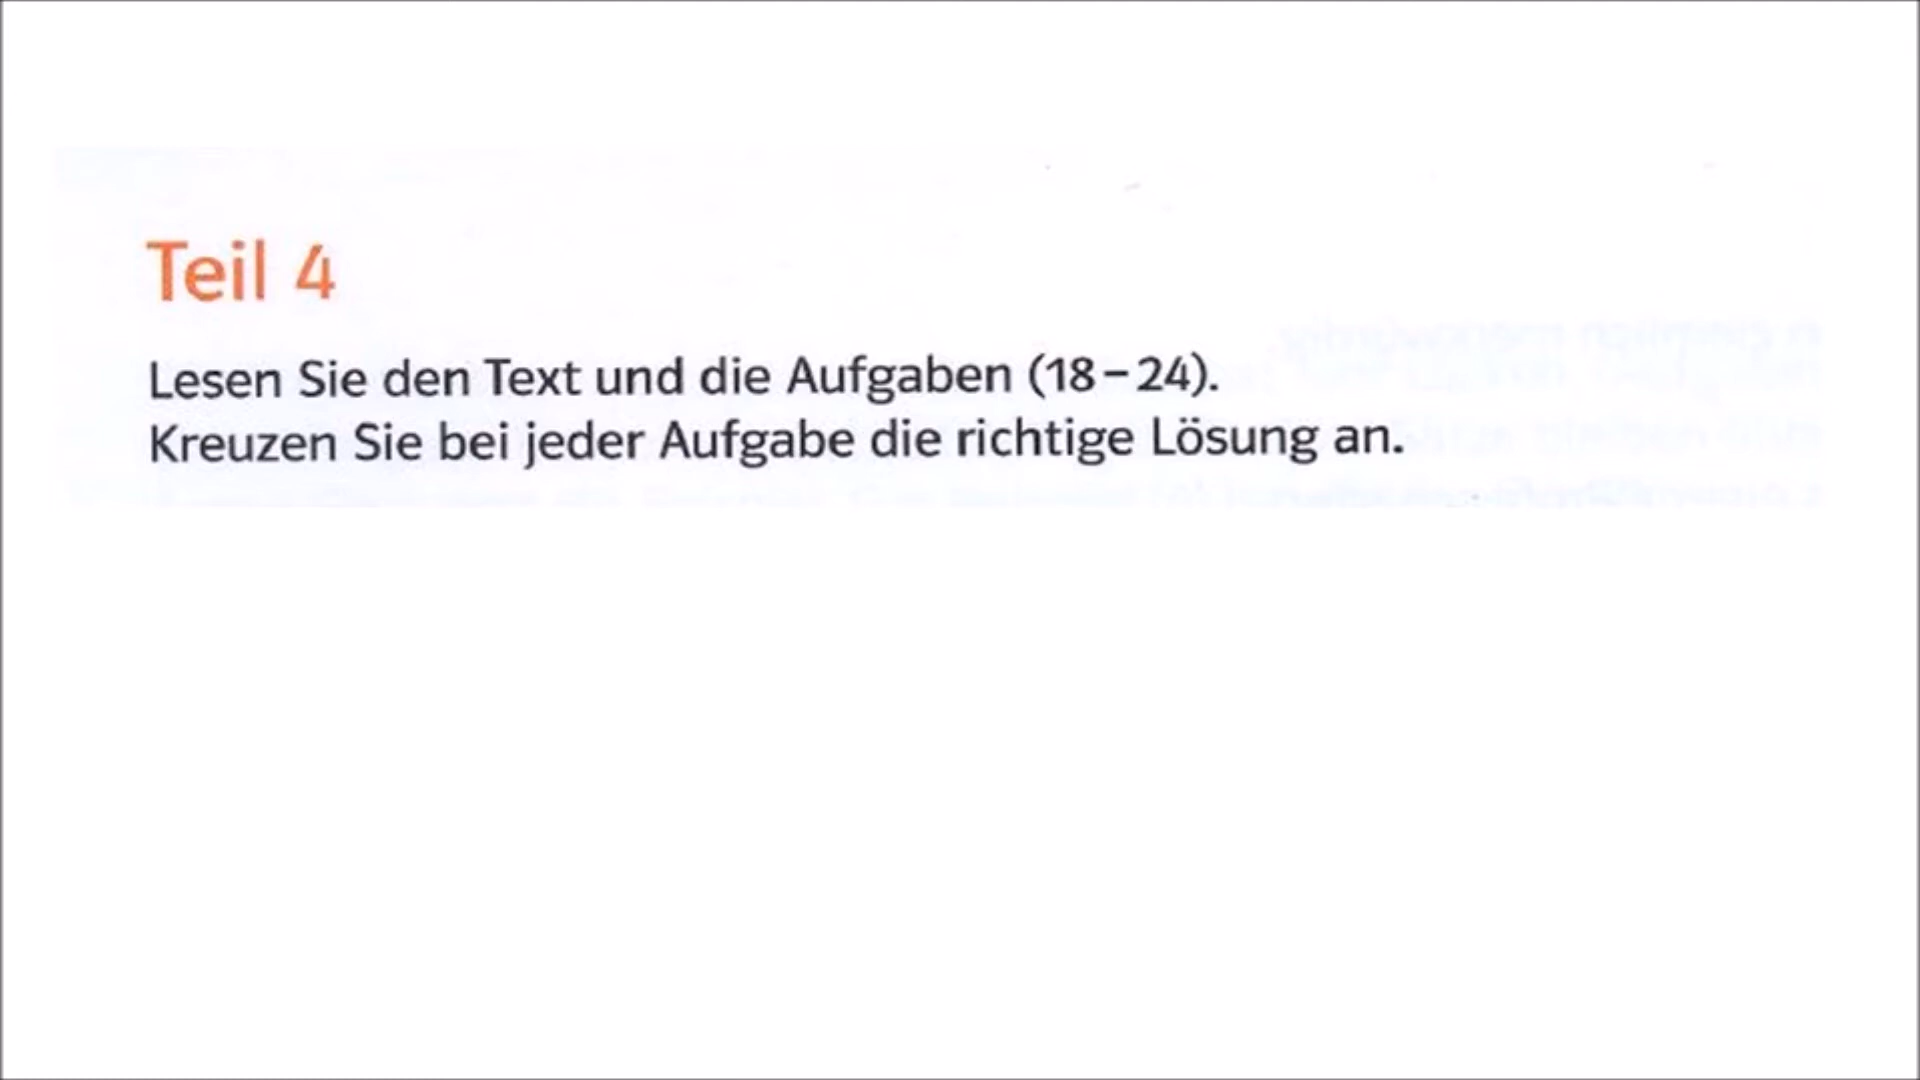 Teil 4
Lesen Sie den Text und die Aufgaben (18–24).
Kreuzen Sie bei jeder Aufgabe die richtige Lösung an.